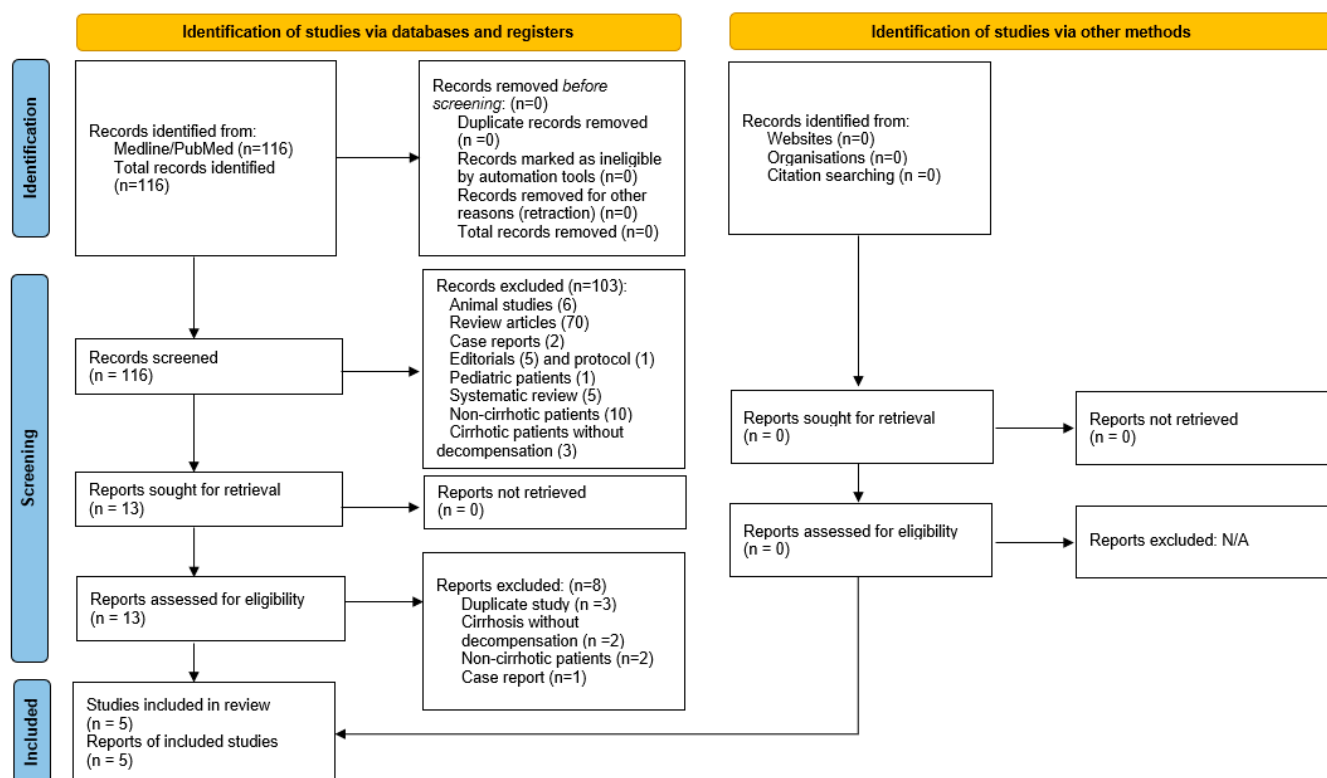 Identification of studies via databases and registers
Identification of studies via other methods
Identification
Records identified from:
Medline/PubMed (n=116)
Total records identified
(n=116)
Records removed before
screening: (n=0)
Duplicate records removed
(n =0)
Records marked as ineligible
by automation tools (n=0)
Records removed for other
reasons (retraction) (n=0)
Total records removed (n=0)
Records identified from:
Websites (n=0)
Organisations (n=0)
Citation searching (n =0)
Screening
Records screened
(n = 116)
Records excluded (n=103):
Animal studies (6)
Review articles (70)
Case reports (2)
Editorials (5) and protocol (1)
Pediatric patients (1)
Systematic review (5)
Non-cirrhotic patients (10)
Cirrhotic patients without
decompensation (3)
Reports sought for retrieval
(n = 13)
Reports not retrieved
(n = 0)
Reports sought for retrieval
(n = 0)
Reports not retrieved
(n = 0)
Reports assessed for eligibility
(n = 13)
Reports excluded: (n=8)
Duplicate study (n =3)
Cirrhosis without
decompensation (n =2)
Non-cirrhotic patients (n=2)
Case report (n=1)
Reports assessed for eligibility
(n = 0)
Reports excluded: N/A
Included
Studies included in review
(n = 5)
Reports of included studies
(n = 5)